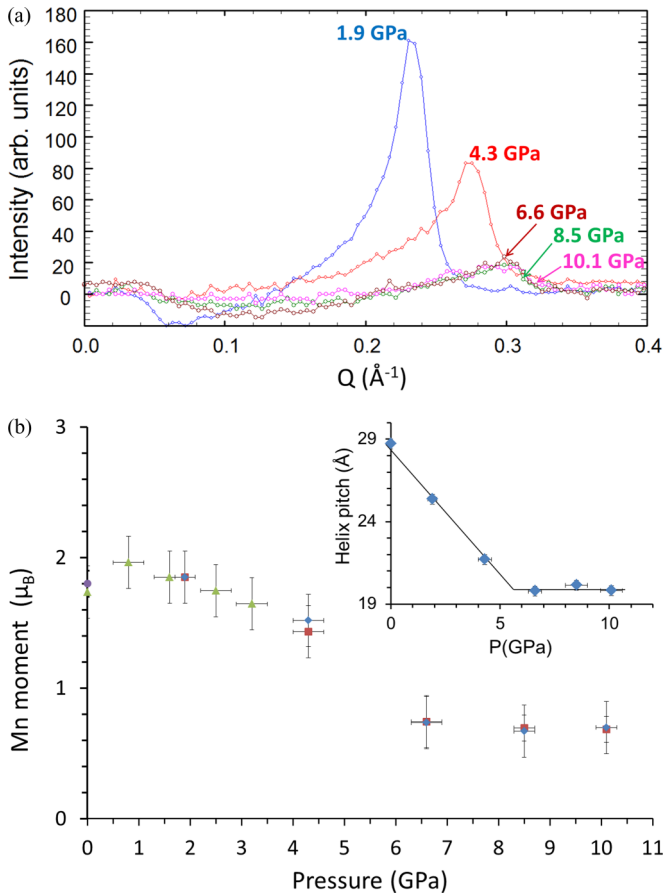 (a)
180
160
140
120
100
80
60
40
20
0
Intensity (arb. units)
1.9 GPa
4.3 GPa
6.6 GPa
8.5 GPa
10.1 GPa
0.0 0.1 0.2 0.3 0.4
Q (Å⁻¹)
(b)
3
2
1
0
Mn moment (μB)
29
24
19
Helix pitch (Å)
0 5 10
P(GPa)
0 1 2 3 4 5 6 7 8 9 10 11
Pressure (GPa)